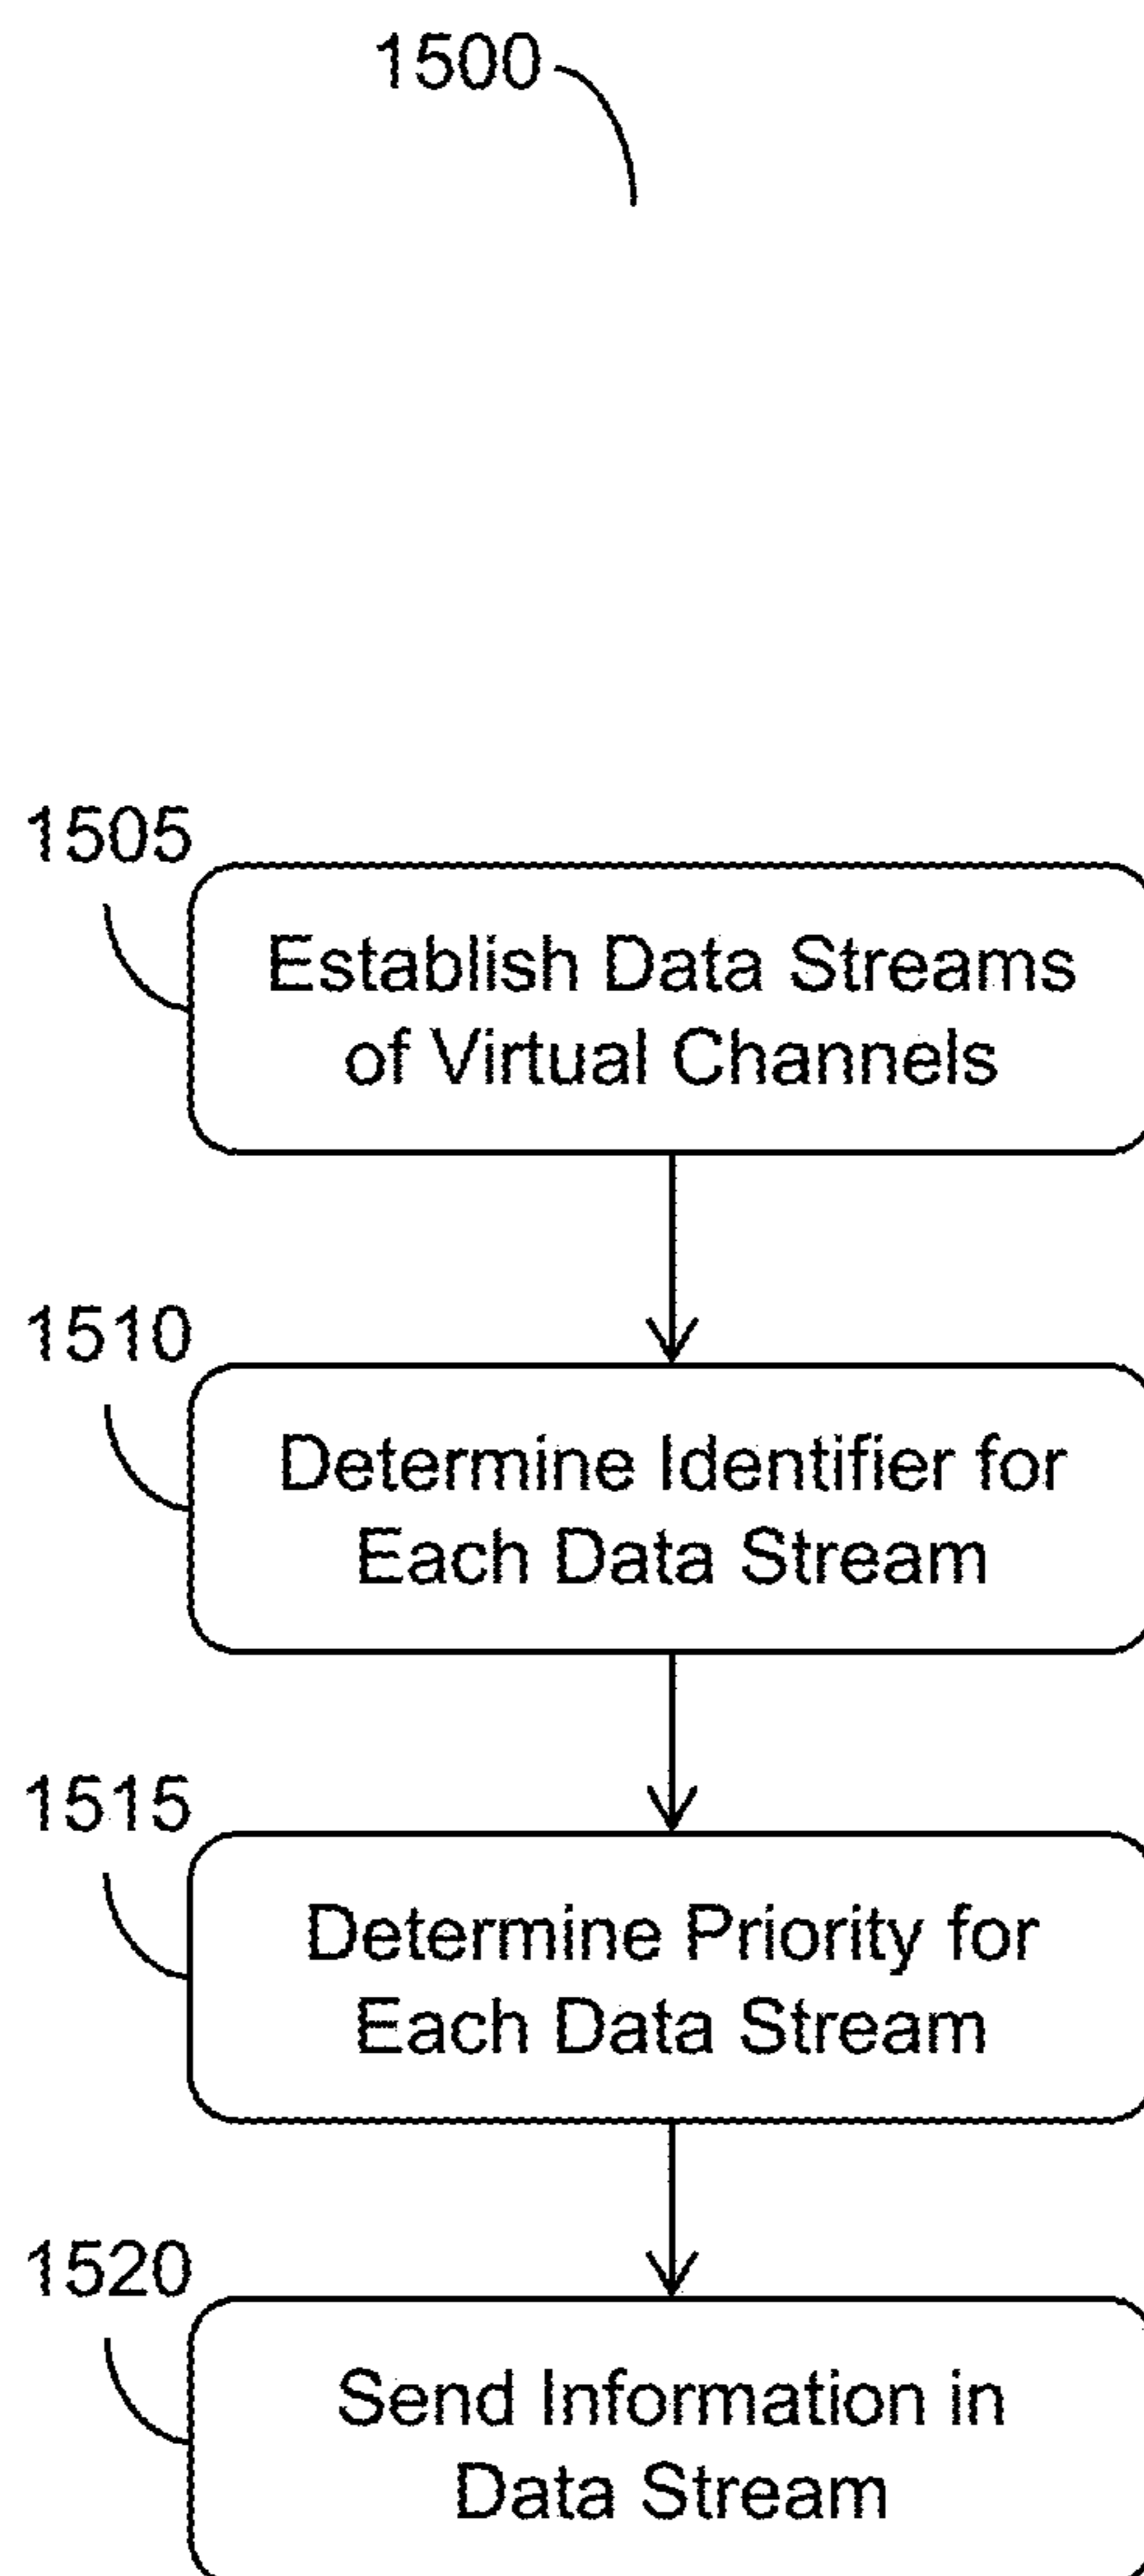 1500
1505
Establish Data Streams
of Virtual Channels
1510
Determine Identifier for
Each Data Stream
1515
Determine Priority for
Each Data Stream
1520
Send Information in
Data Stream